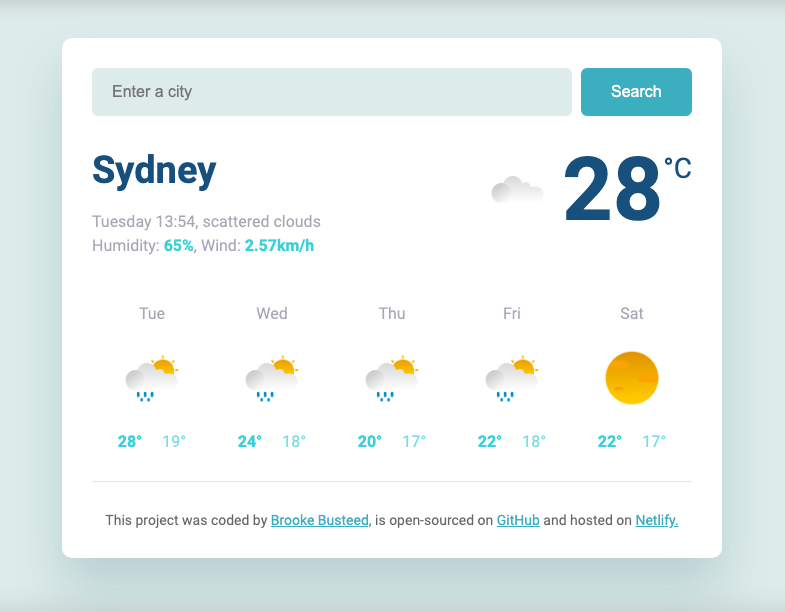 Enter a city
Search
Sydney
28°C
Tuesday 13:54, scattered clouds
Humidity: 65%, Wind: 2.57km/h
Tue Wed Thu Fri Sat
28° 19° 24° 18° 20° 17° 22° 18° 22° 17°
This project was coded by Brooke Busteed, is open-sourced on GitHub and hosted on Netlify.